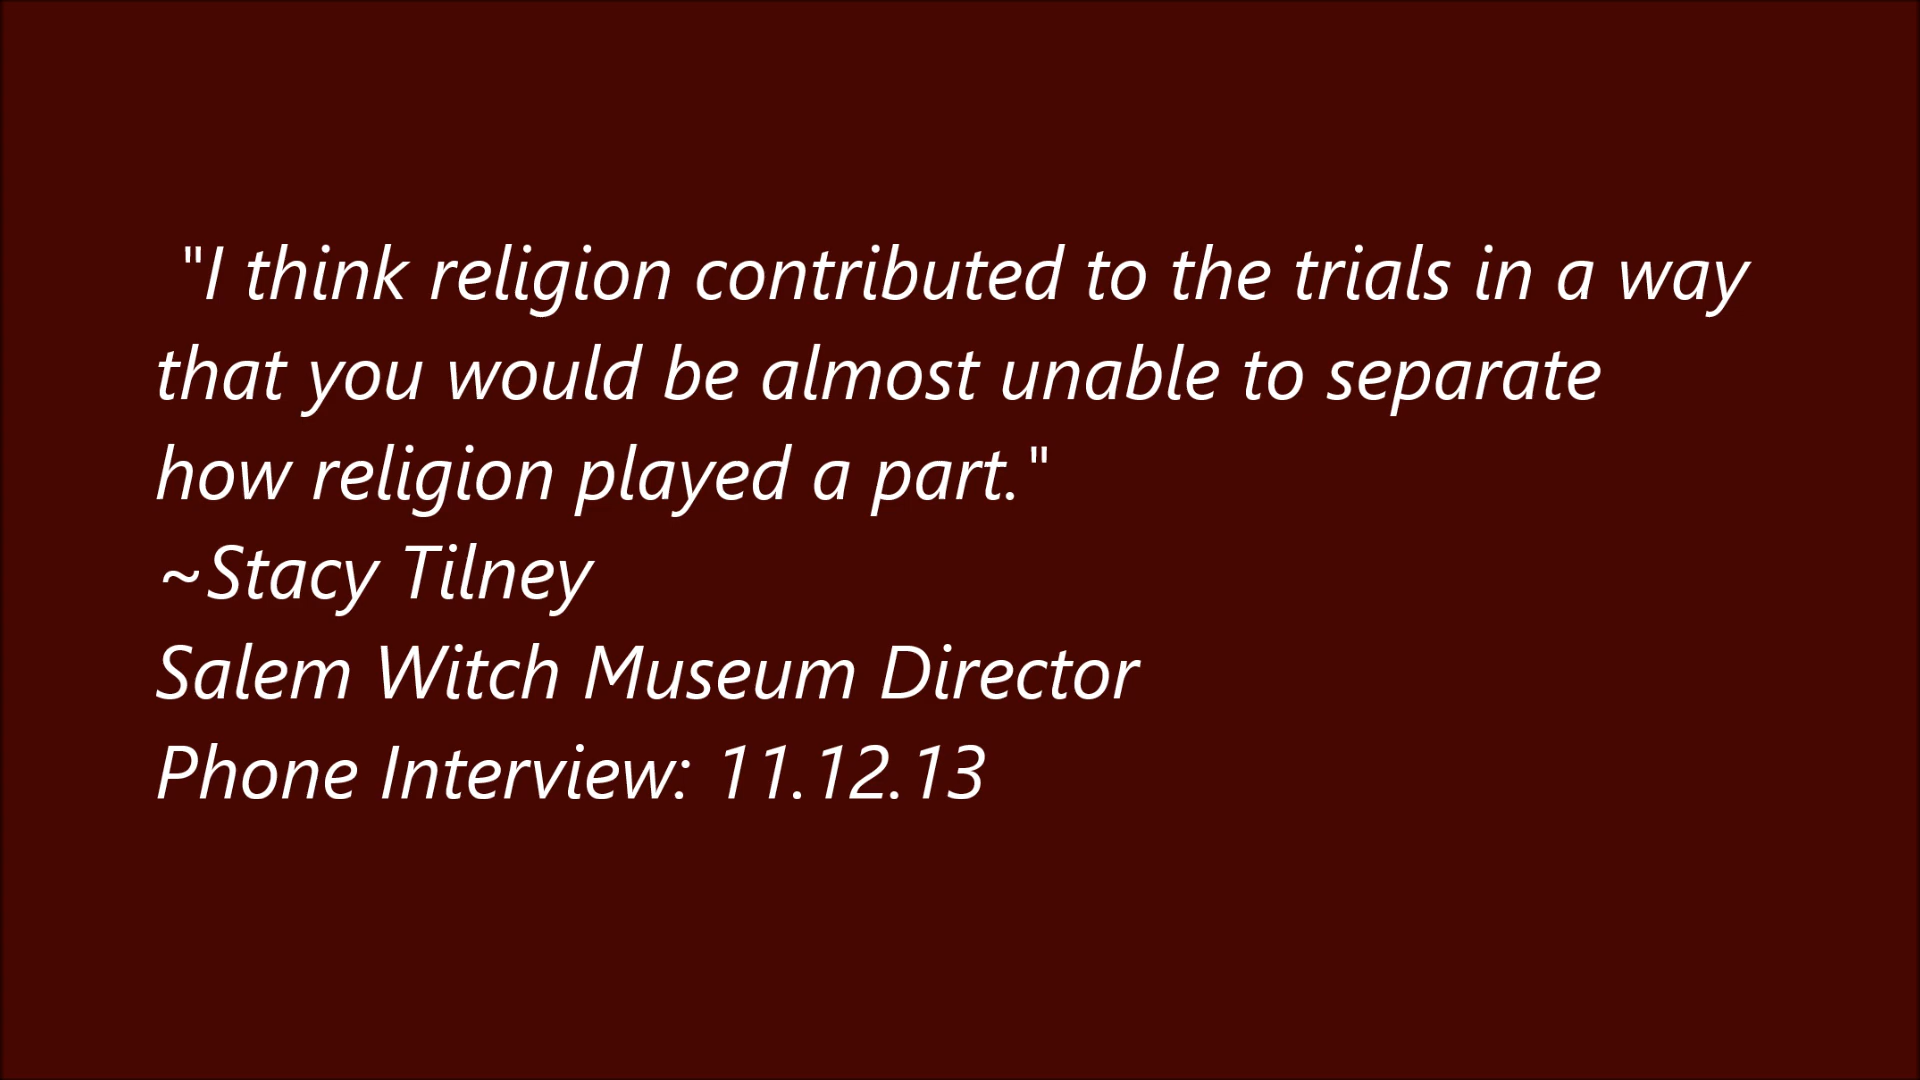 "I think religion contributed to the trials in a way
that you would be almost unable to separate
how religion played a part."
~Stacy Tilney
Salem Witch Museum Director
Phone Interview: 11.12.13